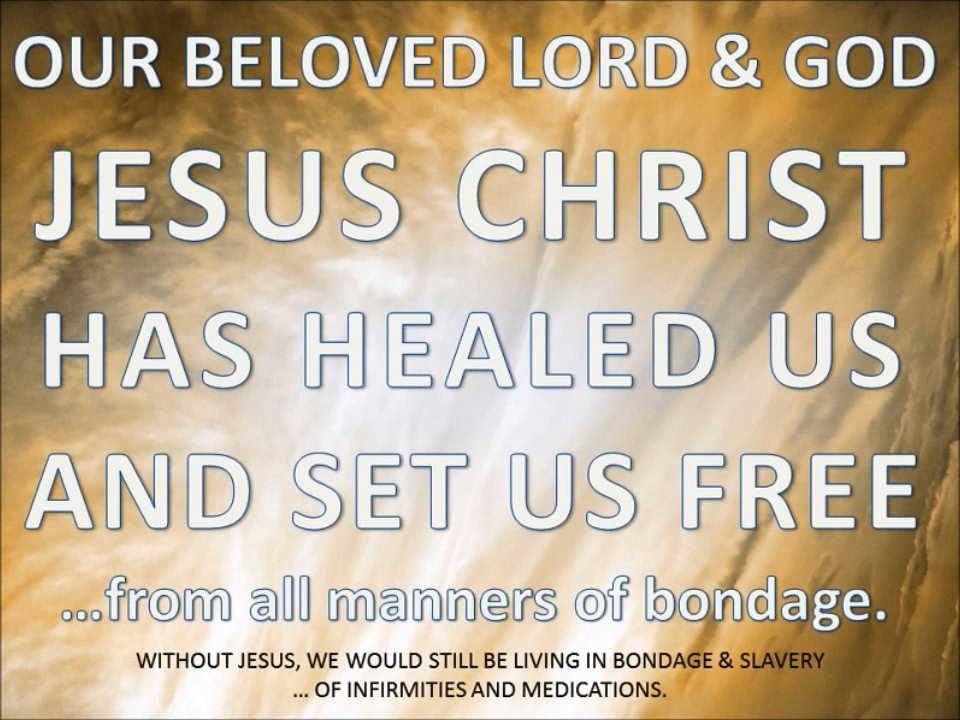 OUR BELOVED LORD & GOD
JESUS CHRIST
HAS HEALED US
AND SET US FREE
...from all manners of bondage.
WITHOUT JESUS, WE WOULD STILL BE LIVING IN BONDAGE & SLAVERY
... OF INFIRMITIES AND MEDICATIONS.